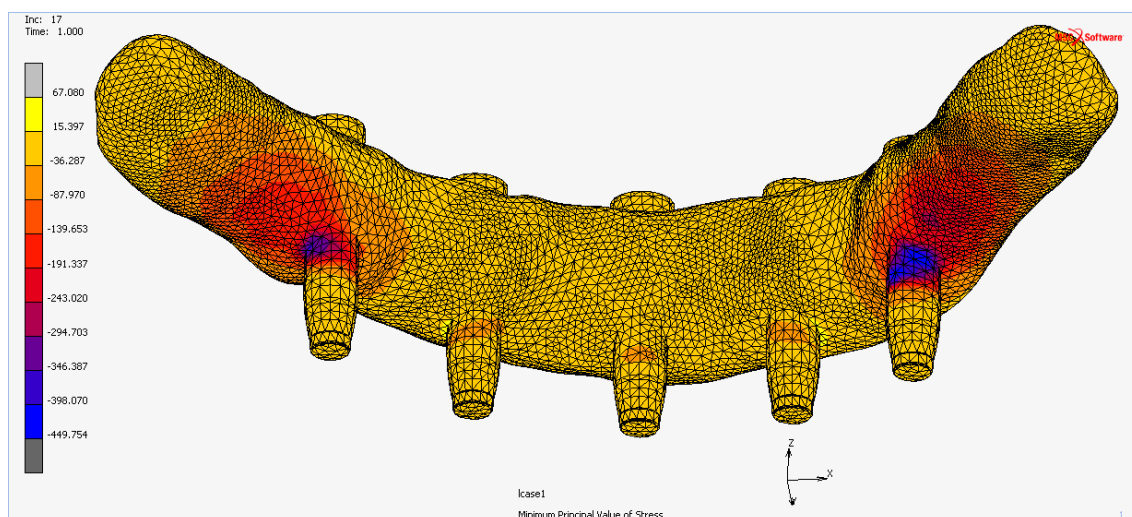 Inc: 17
Time: 1.000
Software
67.080
15.397
-36.287
-87.970
-139.653
-191.337
-243.020
-294.703
-346.387
-398.070
-449.754
Z
X
Y
lcase1
Minimum Principal Value of Stress
1